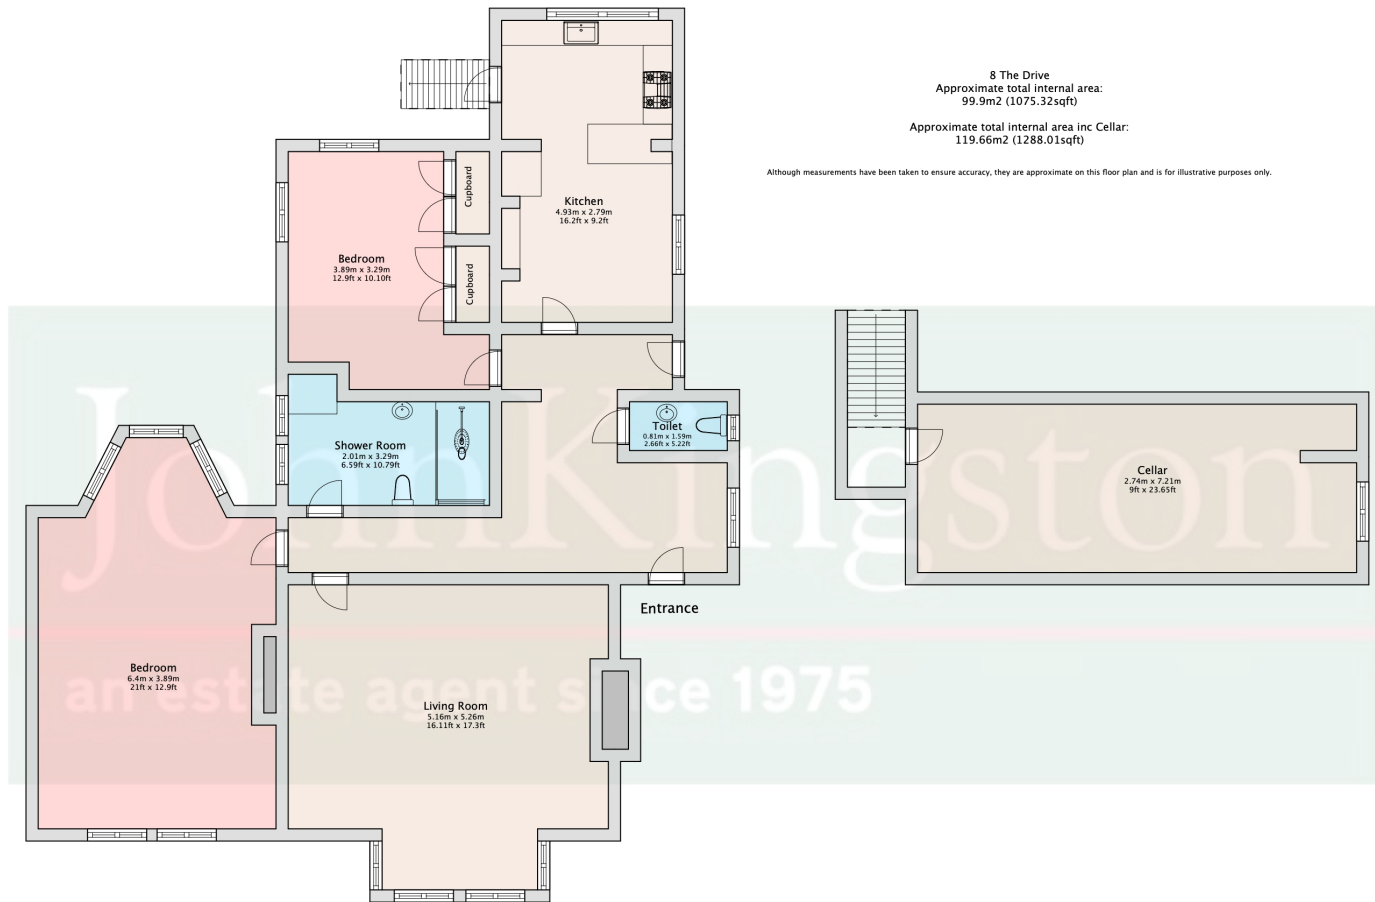 8 The Drive
Approximate total internal area:
99.9m2 (1075.32sqft)
Approximate total internal area inc Cellar:
119.66m2 (1288.01sqft)
Although measurements have been taken to ensure accuracy, they are approximate on this floor plan and is for illustrative purposes only.
Kitchen
4.93m x 2.79m
16.2ft x 9.2ft
Cupboard
Cupboard
Bedroom
3.89m x 3.29m
12.9ft x 10.10ft
Toilet
0.81m x 1.59m
2.66ft x 5.22ft
Shower Room
2.01m x 3.29m
6.59ft x 10.79ft
Cellar
2.74m x 7.21m
9ft x 23.65ft
JohnKingston
Entrance
Bedroom
6.4m x 3.89m
21ft x 12.9ft
an estate agent since 1975
Living Room
5.16m x 5.26m
16.11ft x 17.3ft